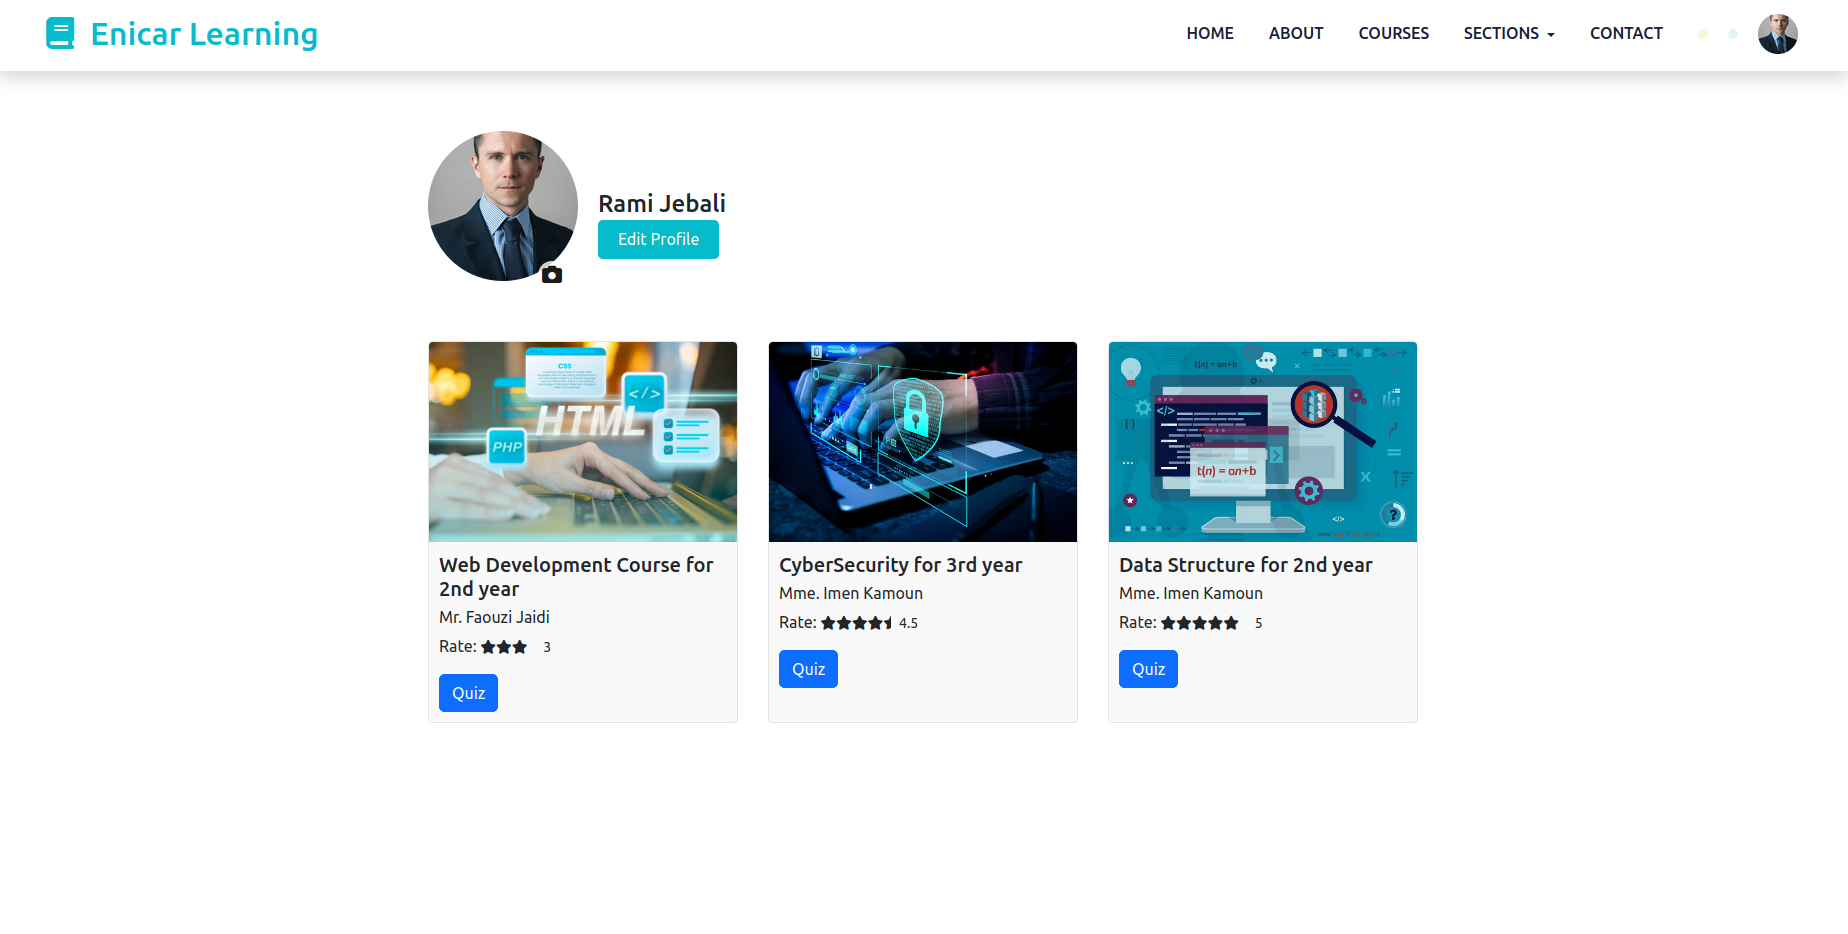 Enicar Learning
HOME ABOUT COURSES SECTIONS CONTACT
Rami Jebali
Edit Profile
CSS
</>
HTML
PHP
Web Development Course for
2nd year
Mr. Faouzi Jaidi
Rate: 3
Quiz
CyberSecurity for 3rd year
Mme. Imen Kamoun
Rate: 4.5
Quiz
t(n) = an+b
</>
{ }
t(n) = an+b
X
?
</>
Data Structure for 2nd year
Mme. Imen Kamoun
Rate: 5
Quiz